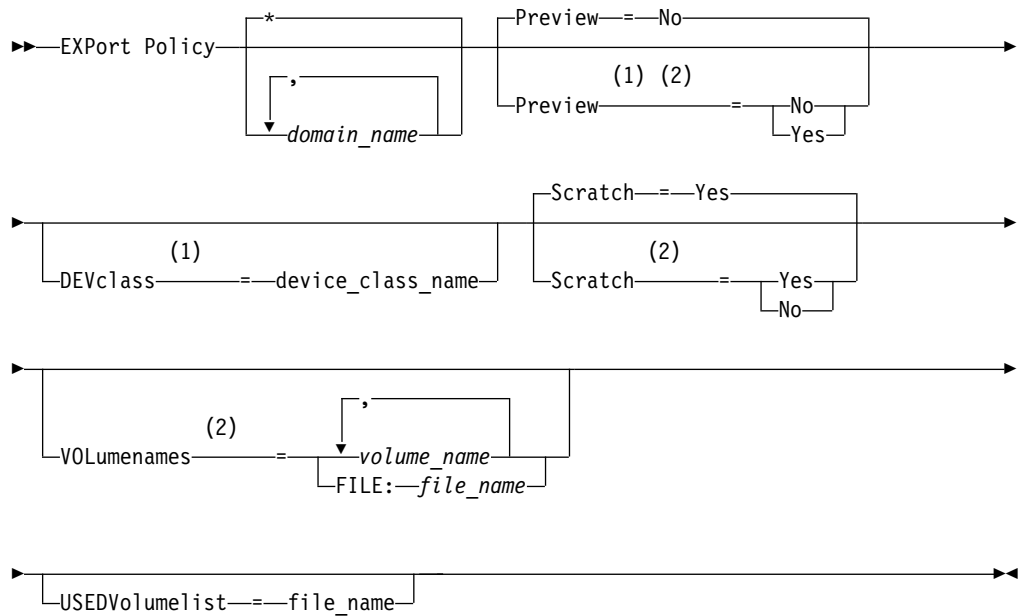 * Preview = No
EXPort Policy
, (1) (2)
Preview = No
domain_name Yes
Scratch = Yes
(1) (2)
DEVclass = device_class_name Scratch = Yes
No
,
(2)
VOLumenames = volume_name
FILE: file_name
USEDVolumelist = file_name